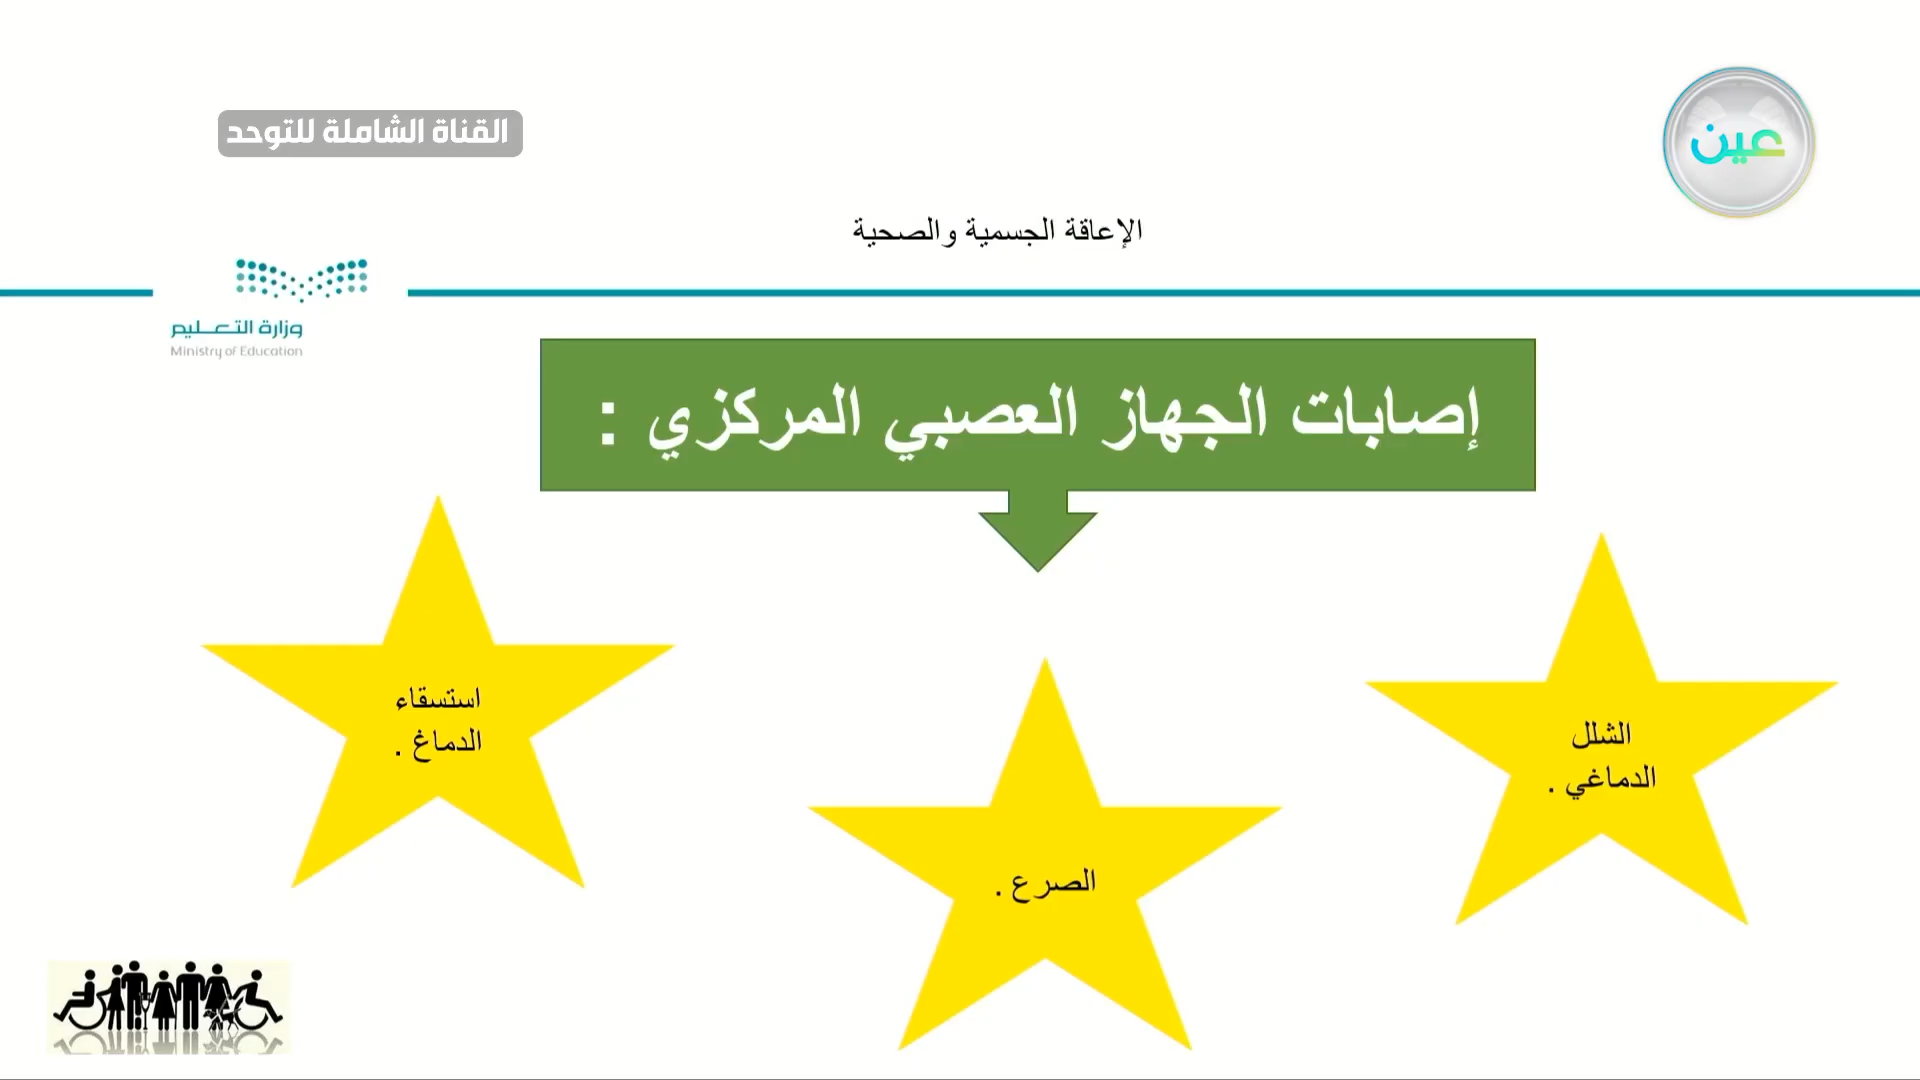 القناة الشاملة للتوحد
عين
الإعاقة الجسمية والصحية
وزارة التعليم
Ministry of Education
إصابات الجهاز العصبي المركزي :
الشلل
الدماغي .
الصرع .
استسقاء
الدماغ .